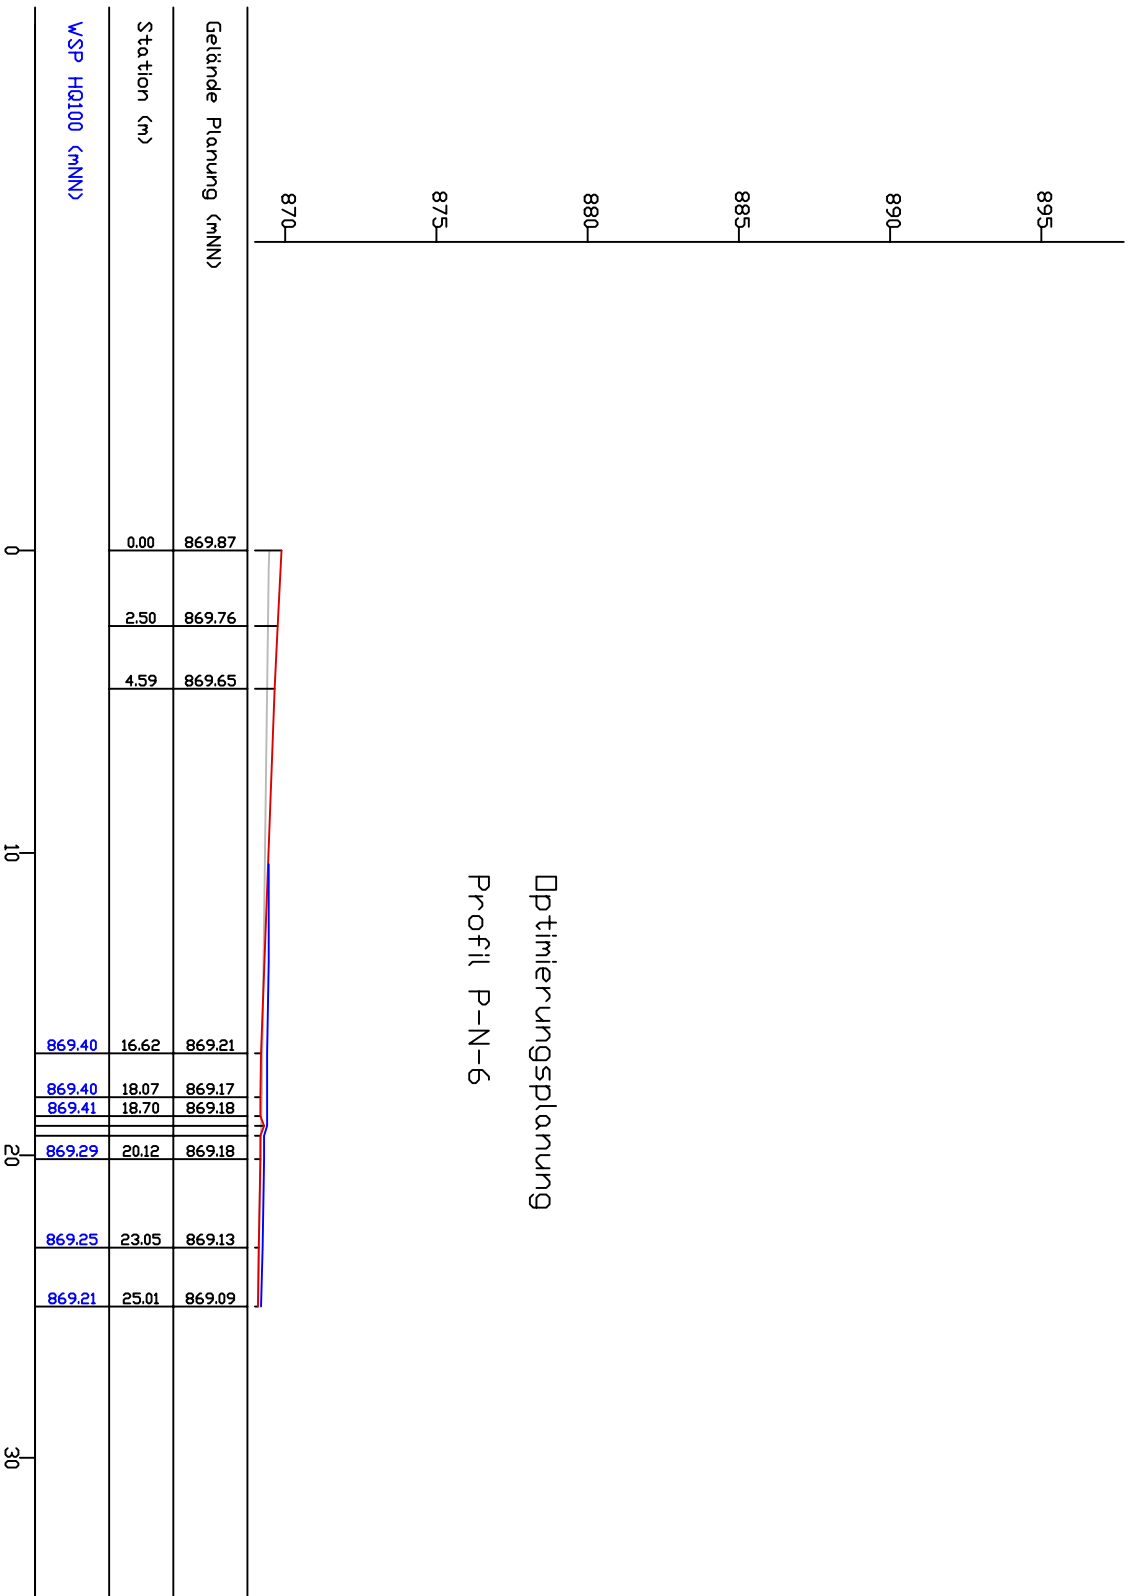 Optimierungsplanung
Profil P-N-6
895
890
885
880
875
870
Gelände Planung (mNN)
869.87 869.76 869.65 869.21 869.17 869.18 869.18 869.13 869.09
Station (m)
0.00 2.50 4.59 16.62 18.07 18.70 20.12 23.05 25.01
WSP HQ100 (mNN)
869.40 869.40 869.41 869.29 869.25 869.21
0 10 20 30